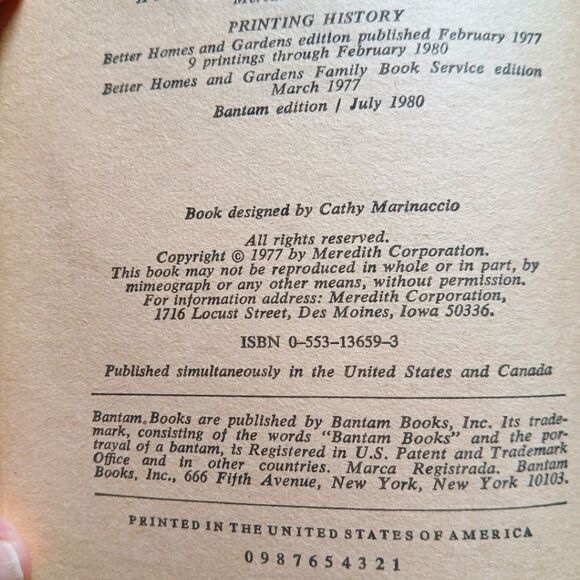 PRINTING HISTORY
Better Homes and Gardens edition published February 1977
9 printings through February 1980
Better Homes and Gardens Family Book Service edition
March 1977
Bantam edition / July 1980
Book designed by Cathy Marinaccio
All rights reserved.
Copyright © 1977 by Meredith Corporation.
This book may not be reproduced in whole or in part, by
mimeograph or any other means, without permission.
For information address: Meredith Corporation,
1716 Locust Street, Des Moines, Iowa 50336.
ISBN 0-553-13659-3
Published simultaneously in the United States and Canada
Bantam Books are published by Bantam Books, Inc. Its trade-
mark, consisting of the words "Bantam Books" and the por-
trayal of a bantam, is Registered in U.S. Patent and Trademark
Office and in other countries. Marca Registrada. Bantam
Books, Inc., 666 Fifth Avenue, New York, New York 10103.
PRINTED IN THE UNITED STATES OF AMERICA
0 9 8 7 6 5 4 3 2 1